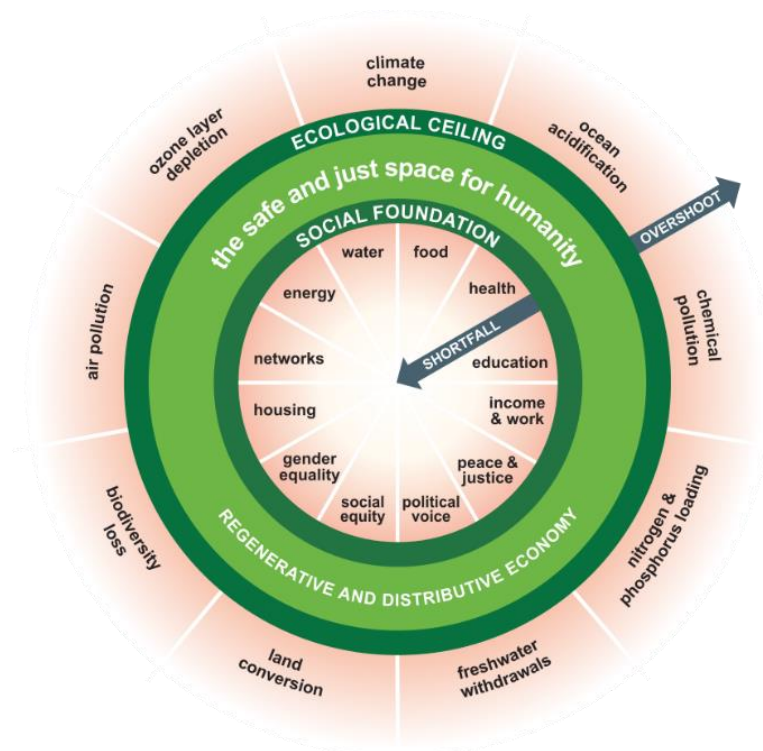 climate
change
ozone layer
depletion
ocean
acidification
ECOLOGICAL CEILING
the safe and just space for humanity
SOCIAL FOUNDATION
OVERSHOOT
water
food
energy
health
SHORTFALL
networks
education
housing
income
& work
gender
equality
peace &
justice
social
equity
political
voice
air pollution
chemical
pollution
REGENERATIVE AND DISTRIBUTIVE ECONOMY
biodiversity
loss
nitrogen &
phosphorus loading
land
conversion
freshwater
withdrawals